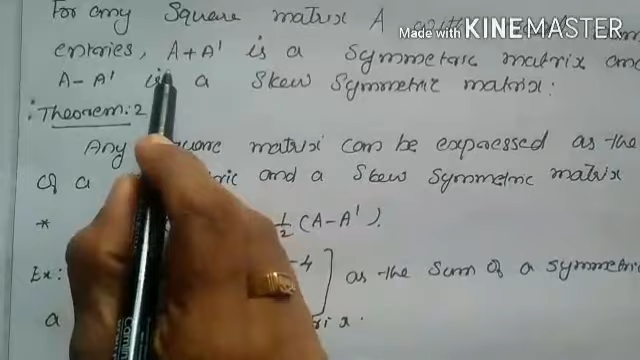 For any Square matrix A
Made with KINEMASTER
entries, A + A' is a Symmetric matrix and
A - A' is a Skew Symmetric matrix:
: Theorem: 2
Any matrix can be expressed as the
of a and a Skew Symmetric matrix
* 1/2 (A - A').
Ex: -4 ] as the Sum of a symmetric
a